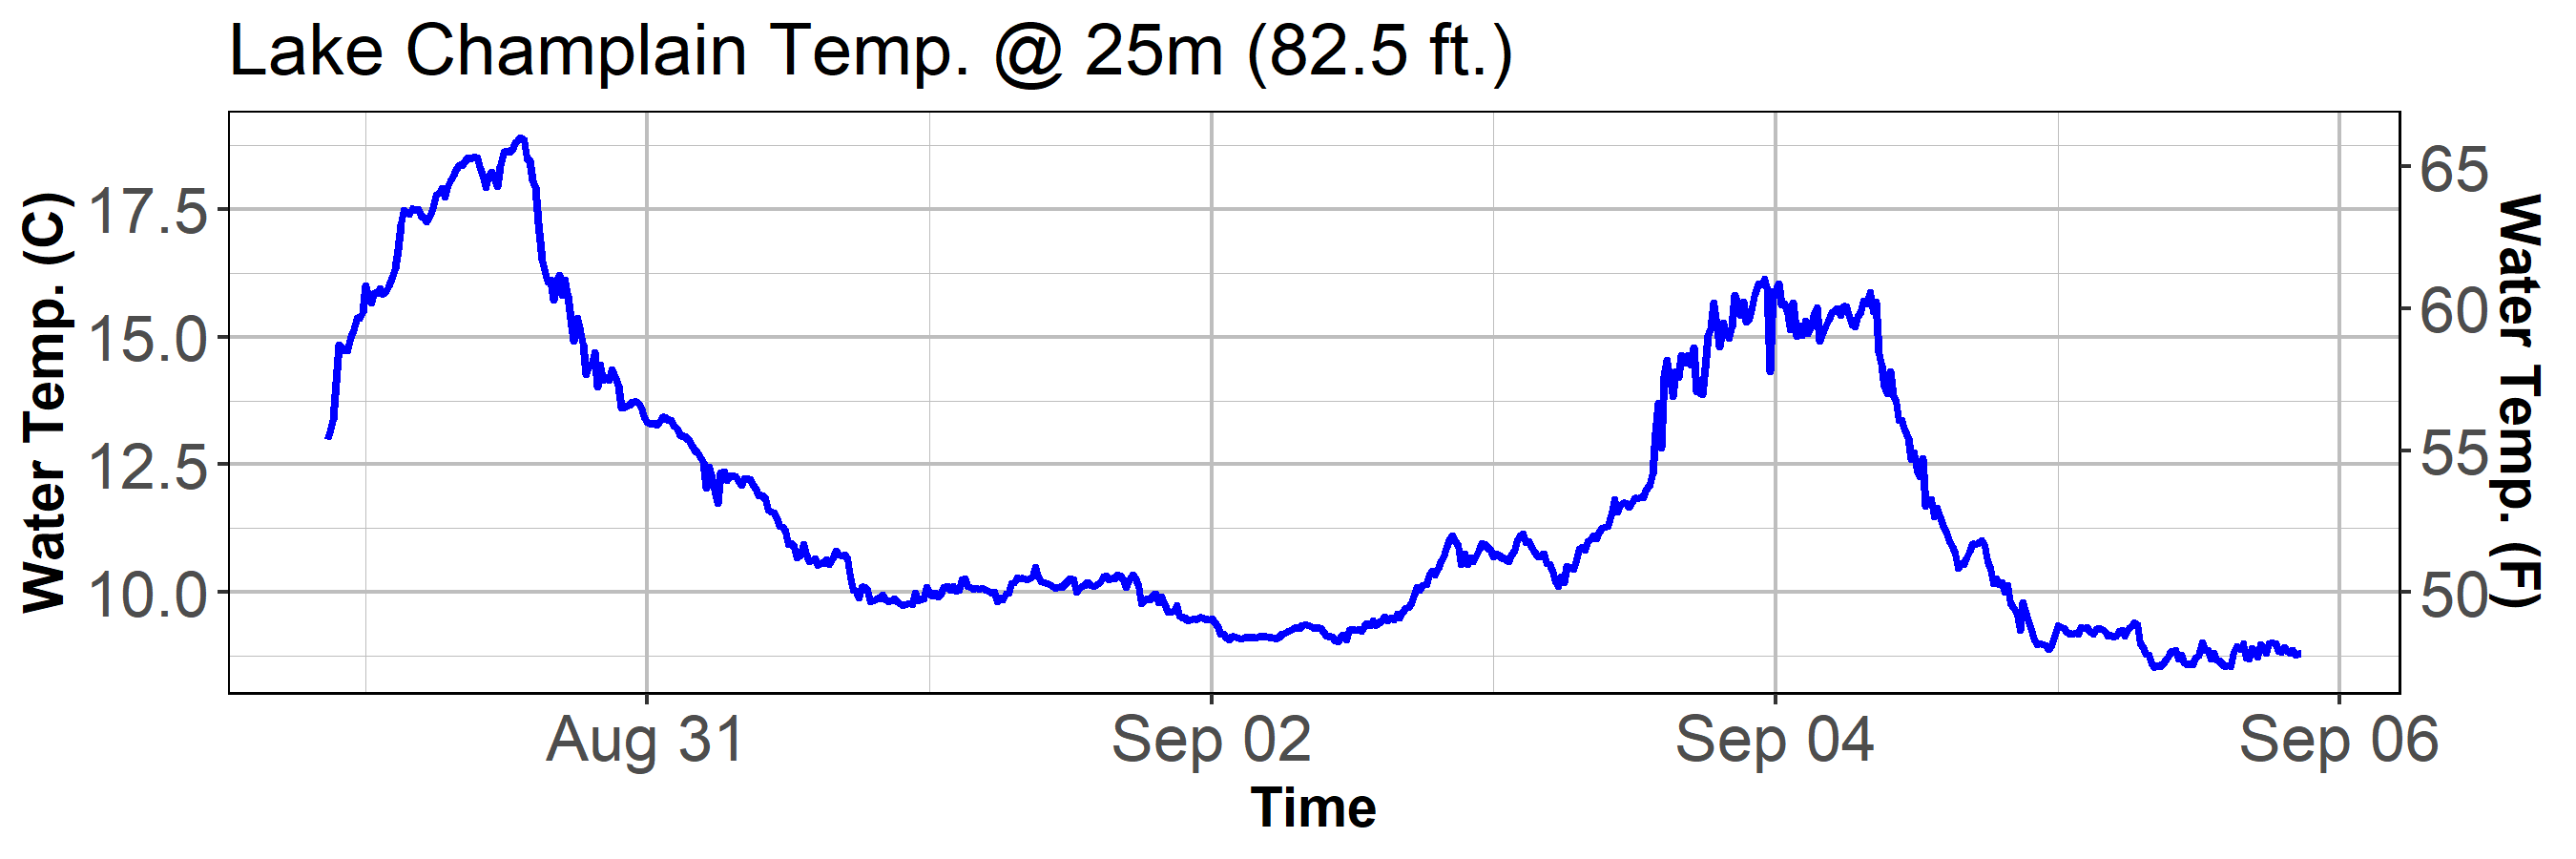 Lake Champlain Temp. @ 25m (82.5 ft.)
Water Temp. (C)
17.5
15.0
12.5
10.0
65
60
55
50
Water Temp. (F)
Aug 31 Sep 02 Sep 04 Sep 06
Time